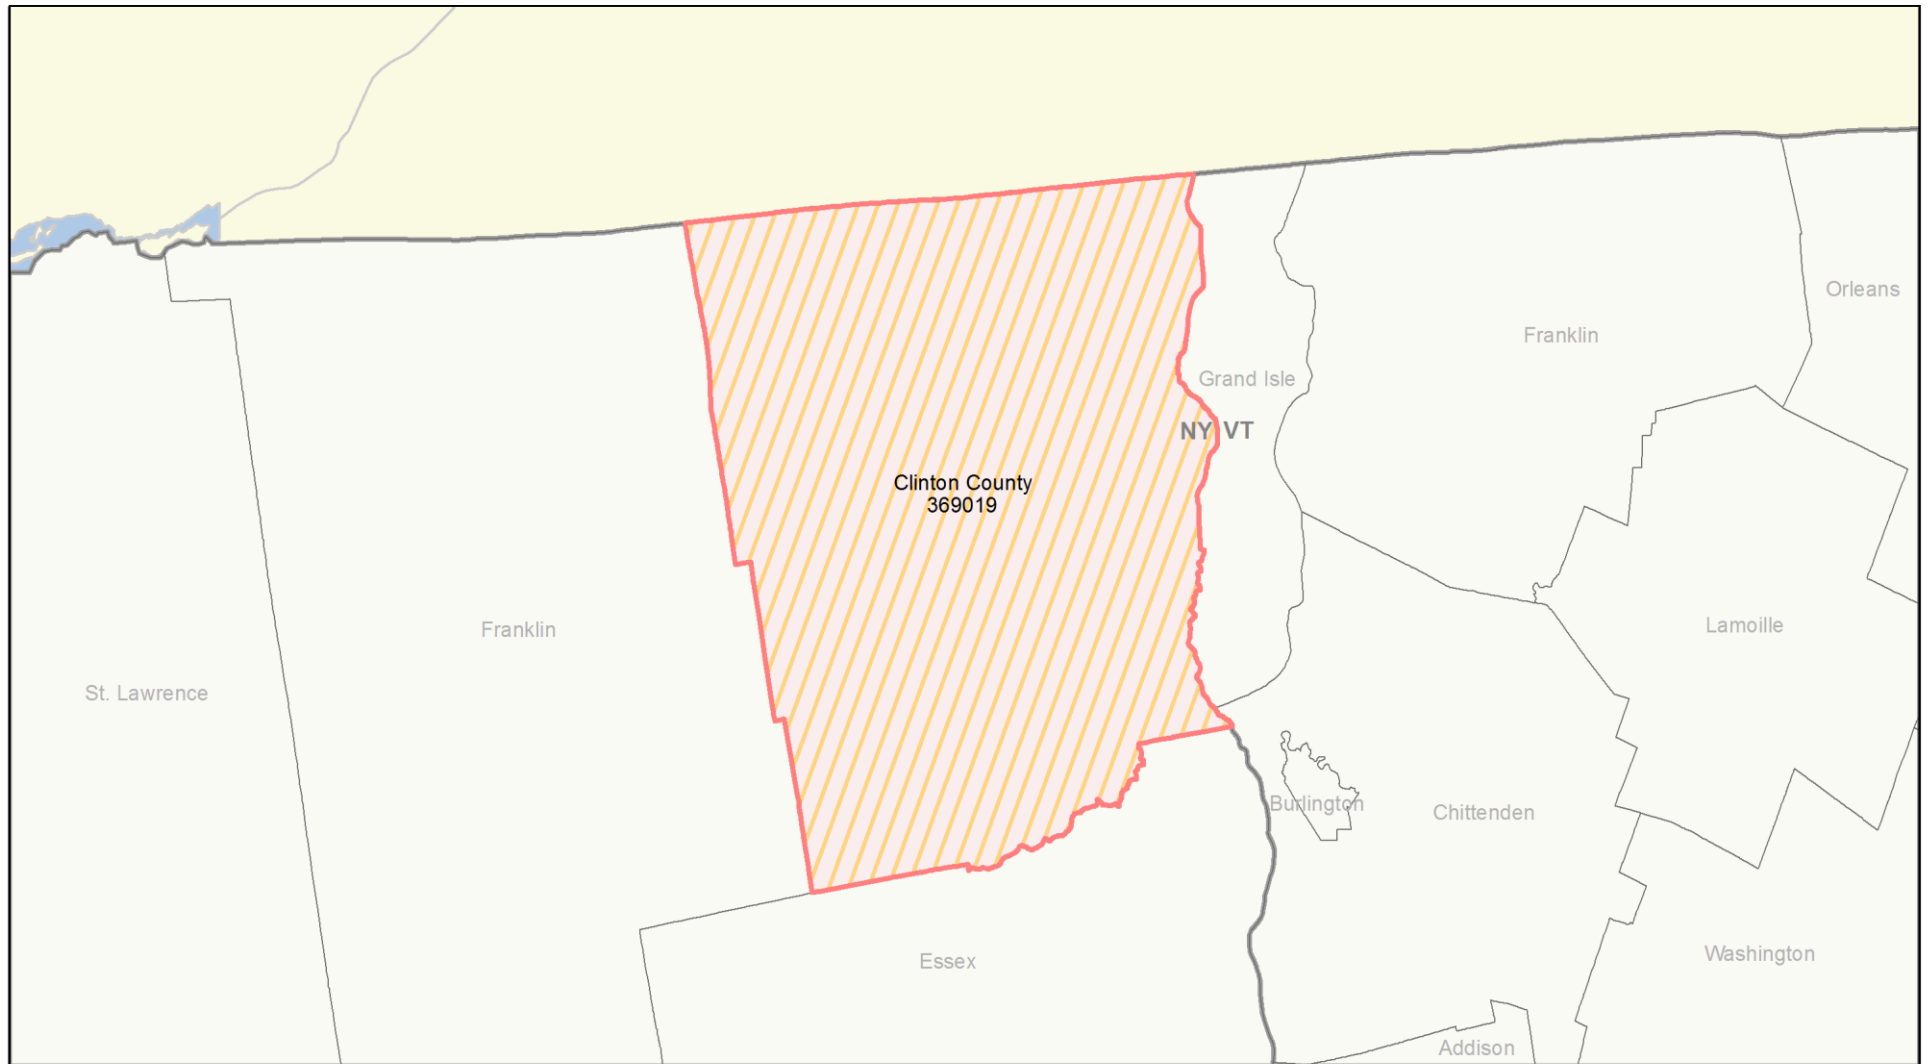 Orleans
Franklin
Grand Isle
NY VT
Clinton County
369019
Franklin
Lamoille
St. Lawrence
Burlington
Chittenden
Washington
Essex
Addison